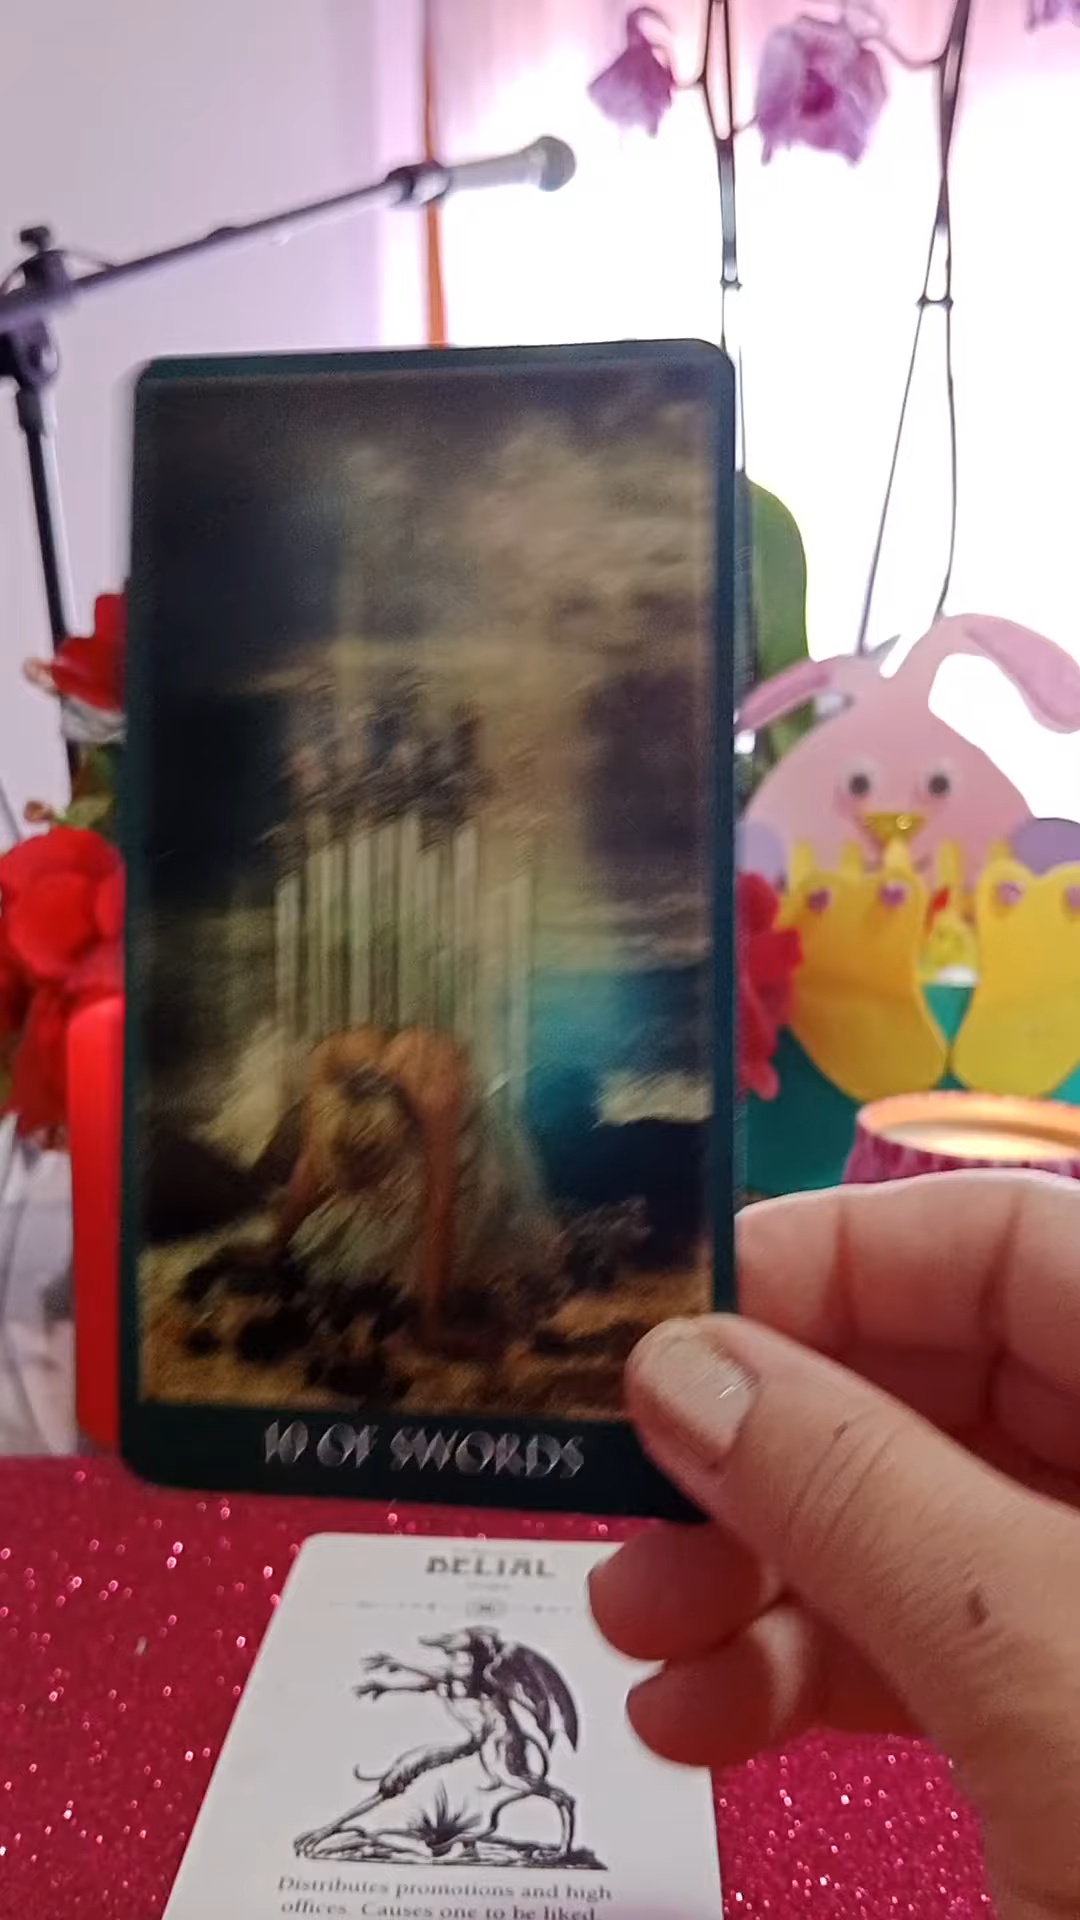 10 OF SWORDS
BELIAL
Distributes promotions and high
offices. Causes one to be liked.